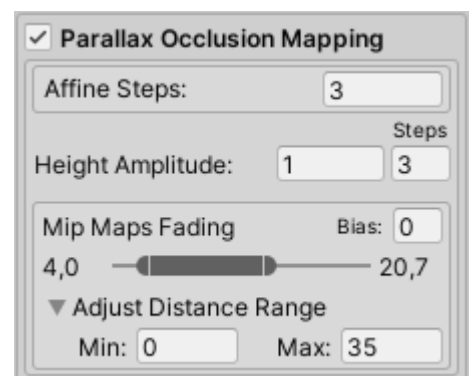 Parallax Occlusion Mapping
Affine Steps: 3
Steps
Height Amplitude: 1 3
Mip Maps Fading Bias: 0
4,0 20,7
Adjust Distance Range
Min: 0 Max: 35